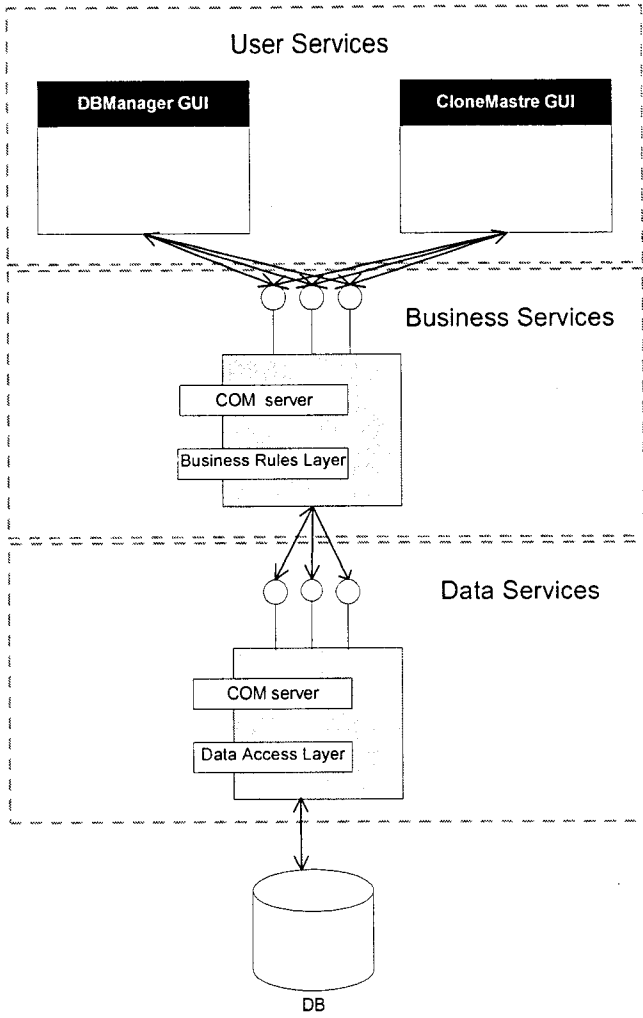 User Services
DBManager GUI
CloneMastre GUI
Business Services
COM server
Business Rules Layer
Data Services
COM server
Data Access Layer
DB